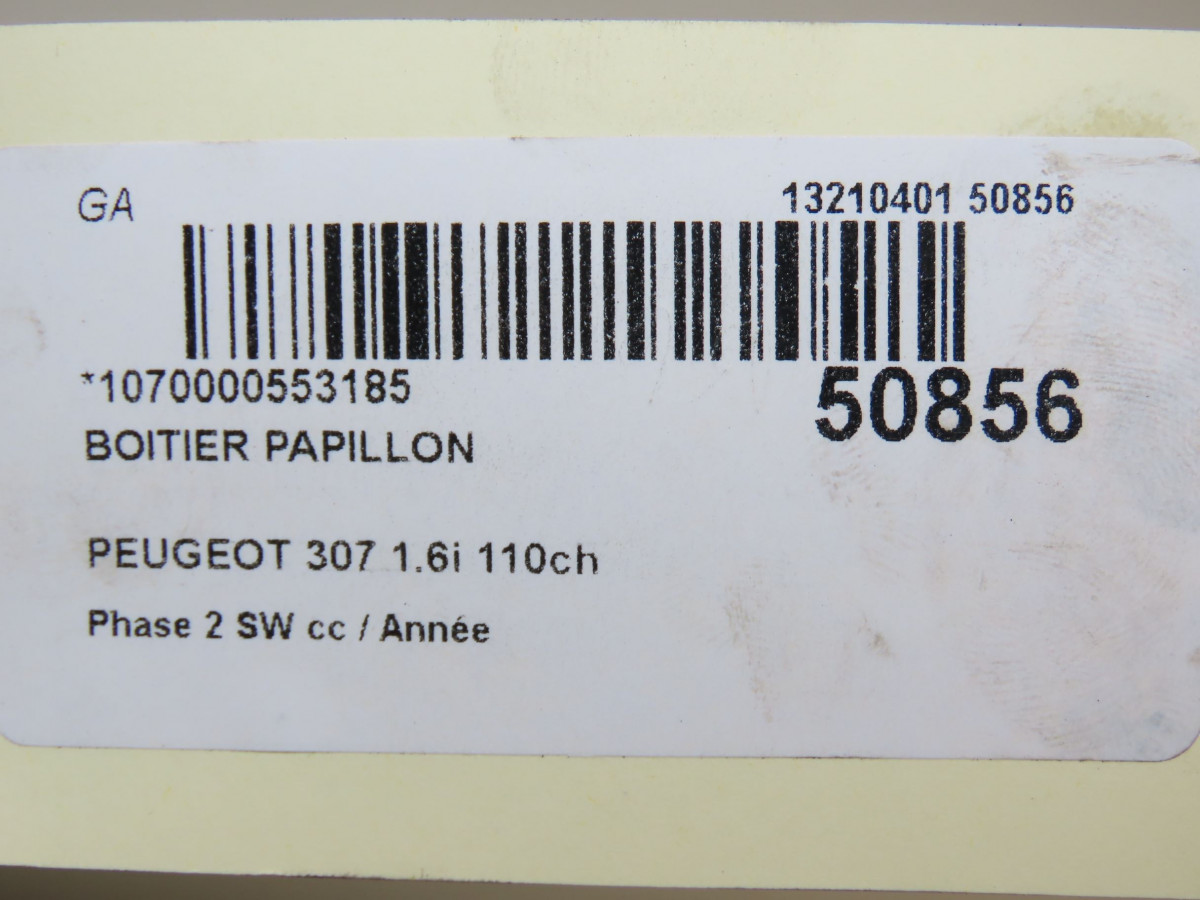 GA
13210401 50856
*1070000553185
50856
BOITIER PAPILLON
PEUGEOT 307 1.6i 110ch
Phase 2 SW cc / Année